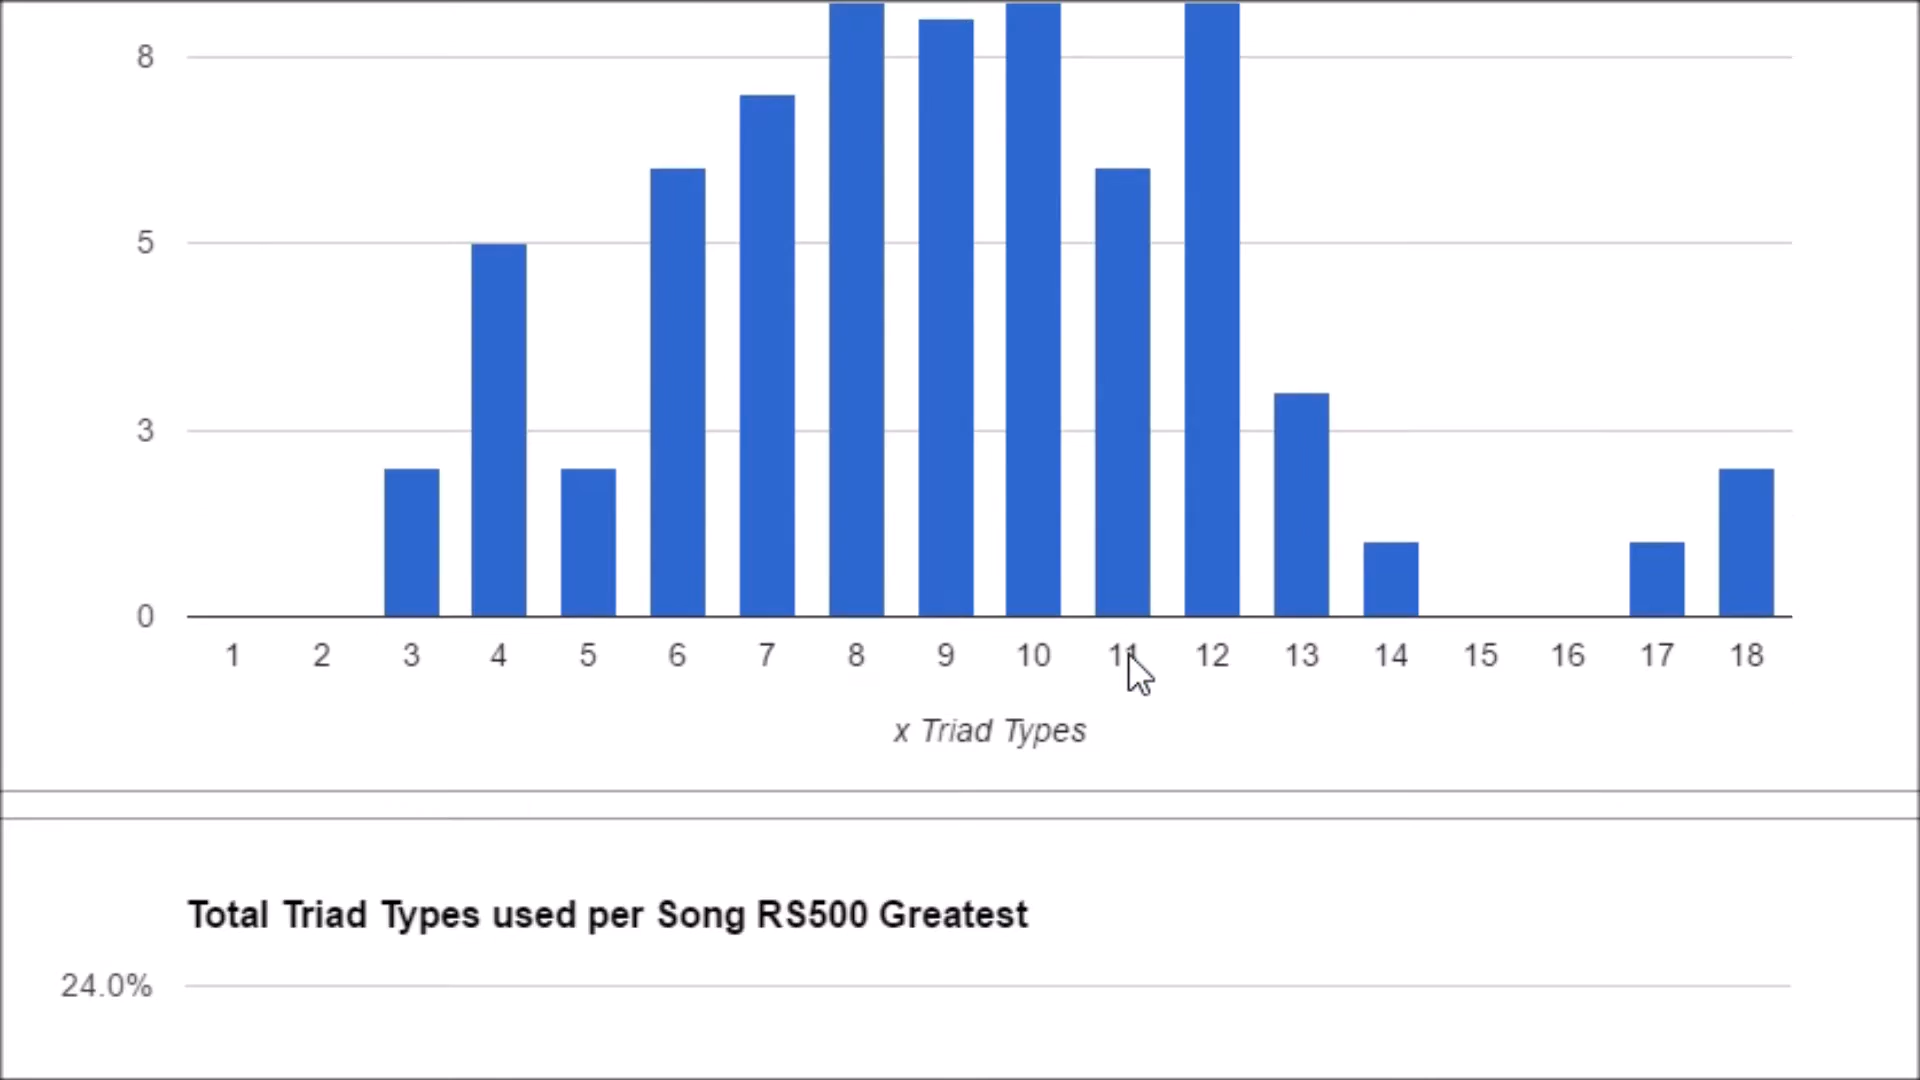 8
5
3
0
1 2 3 4 5 6 7 8 9 10 11 12 13 14 15 16 17 18
x Triad Types
Total Triad Types used per Song RS500 Greatest
24.0%